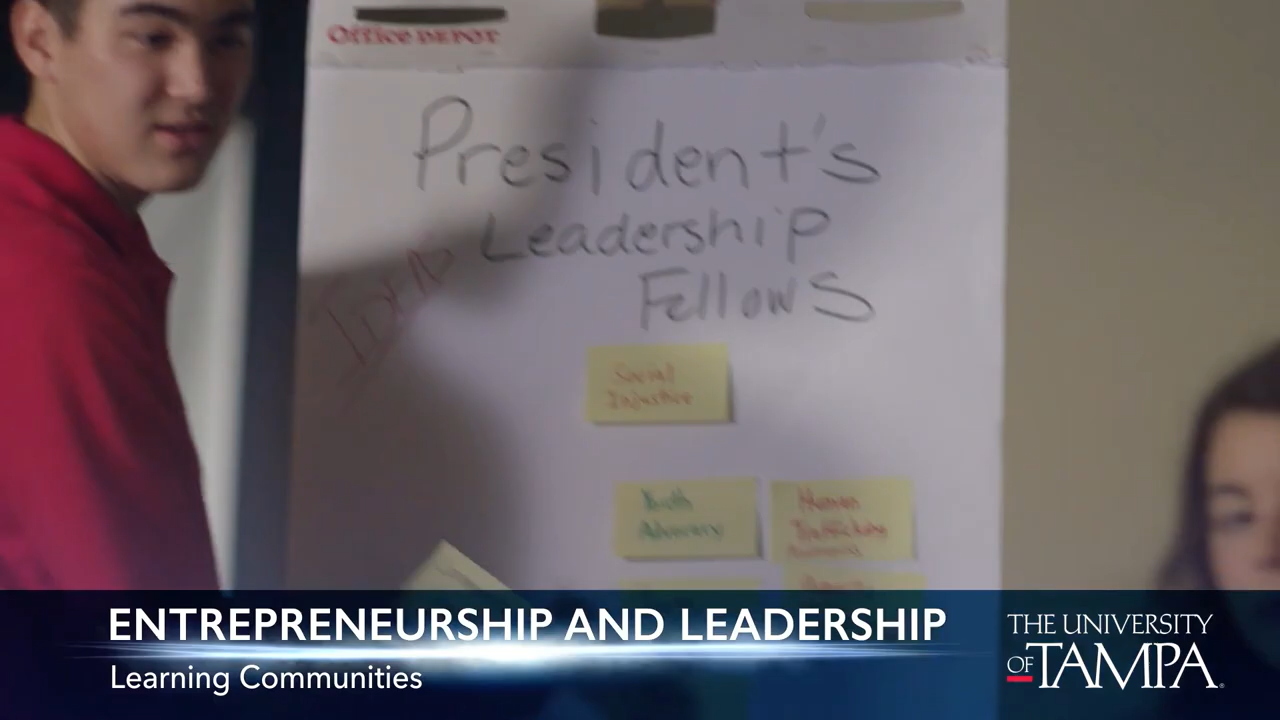 Office DEPOT
President's
Leadership
Fellows
Social
Injustice
Youth
Advocacy
Human
Trafficking
ENTREPRENEURSHIP AND LEADERSHIP
Learning Communities
THE UNIVERSITY
OF TAMPA